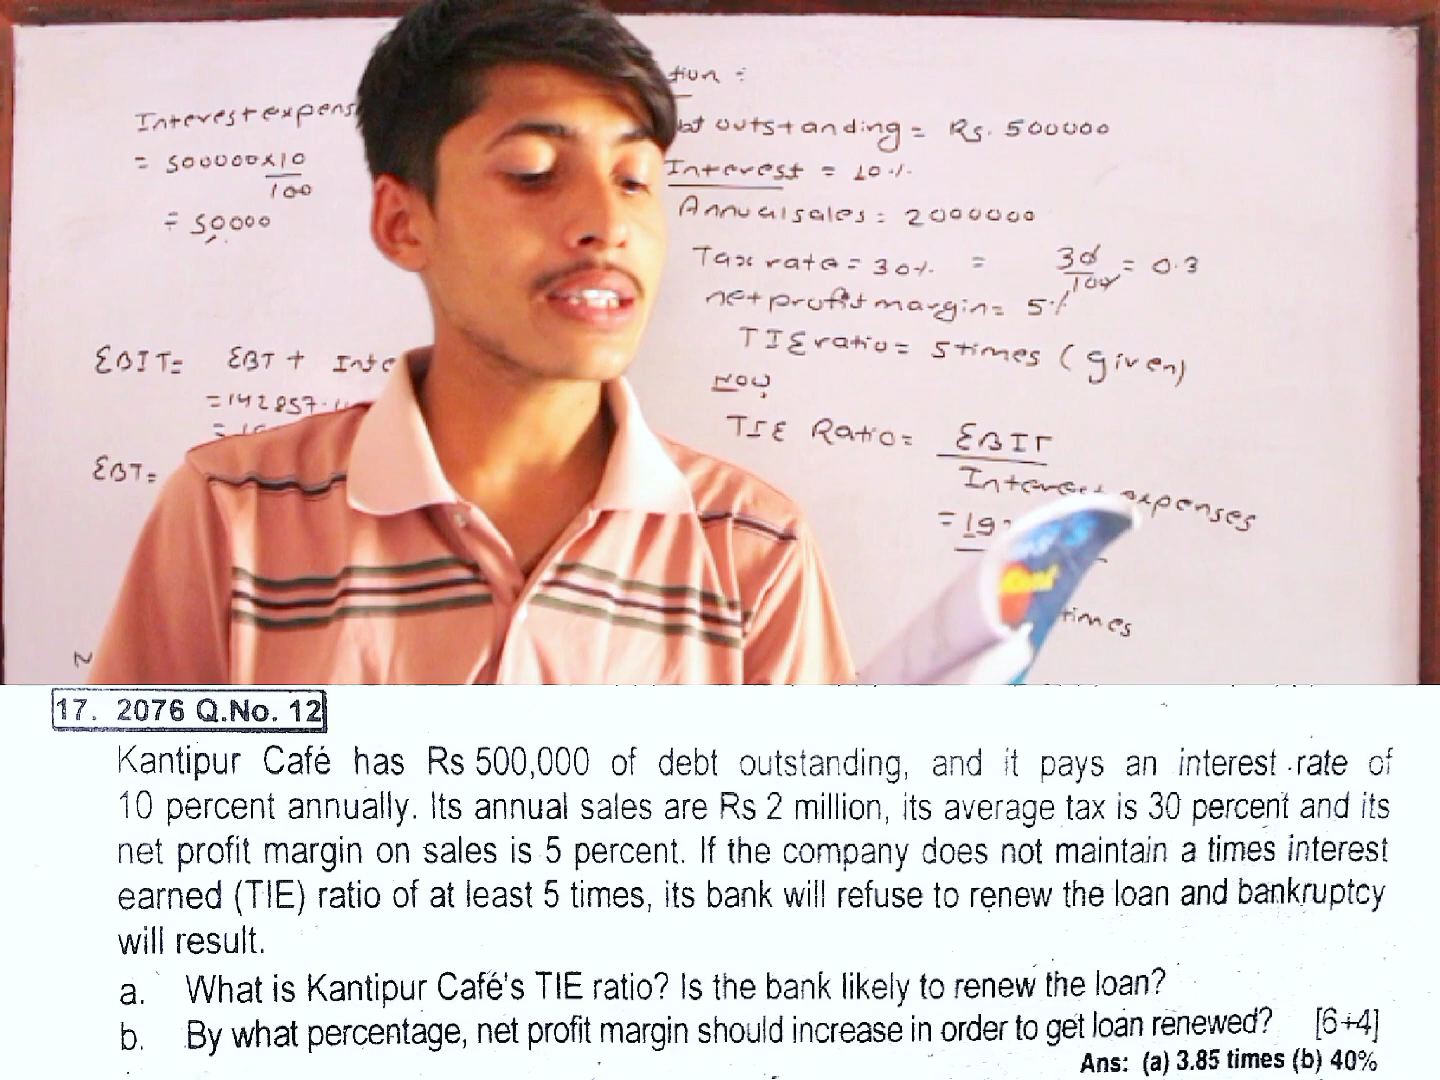 Interest expens
= 500000×10
100
= 50000
EBIT= EBT + Inte
=142857.1
EBT=
N
tion =
bt outstanding = Rs. 500000
Interest = 10%
Annual sales = 2000000
Tax rate = 30% = 30/100 = 0.3
net profit margin= 5%
TIE ratio = 5times (given)
Now,
TIE Ratio= EBIT
Interest expenses
= 19
times
17. 2076 Q.No. 12
Kantipur Café has Rs 500,000 of debt outstanding, and it pays an interest rate of
10 percent annually. Its annual sales are Rs 2 million, its average tax is 30 percent and its
net profit margin on sales is 5 percent. If the company does not maintain a times interest
earned (TIE) ratio of at least 5 times, its bank will refuse to renew the loan and bankruptcy
will result.
a. What is Kantipur Café's TIE ratio? Is the bank likely to renew the loan?
b. By what percentage, net profit margin should increase in order to get loan renewed? [6+4]
Ans: (a) 3.85 times (b) 40%